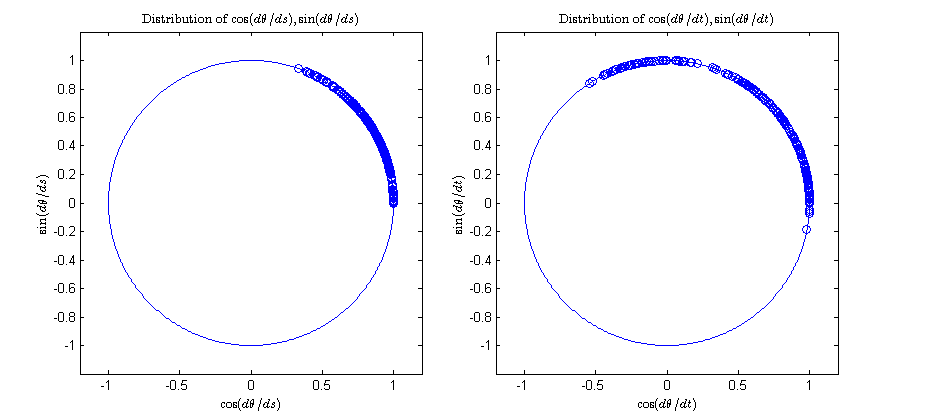 Distribution of cos(dθ/ds), sin(dθ/ds)
1
0.8
0.6
0.4
0.2
0
-0.2
-0.4
-0.6
-0.8
-1
sin(dθ/ds)
-1 -0.5 0 0.5 1
cos(dθ/ds)
Distribution of cos(dθ/dt), sin(dθ/dt)
1
0.8
0.6
0.4
0.2
0
-0.2
-0.4
-0.6
-0.8
-1
sin(dθ/dt)
-1 -0.5 0 0.5 1
cos(dθ/dt)